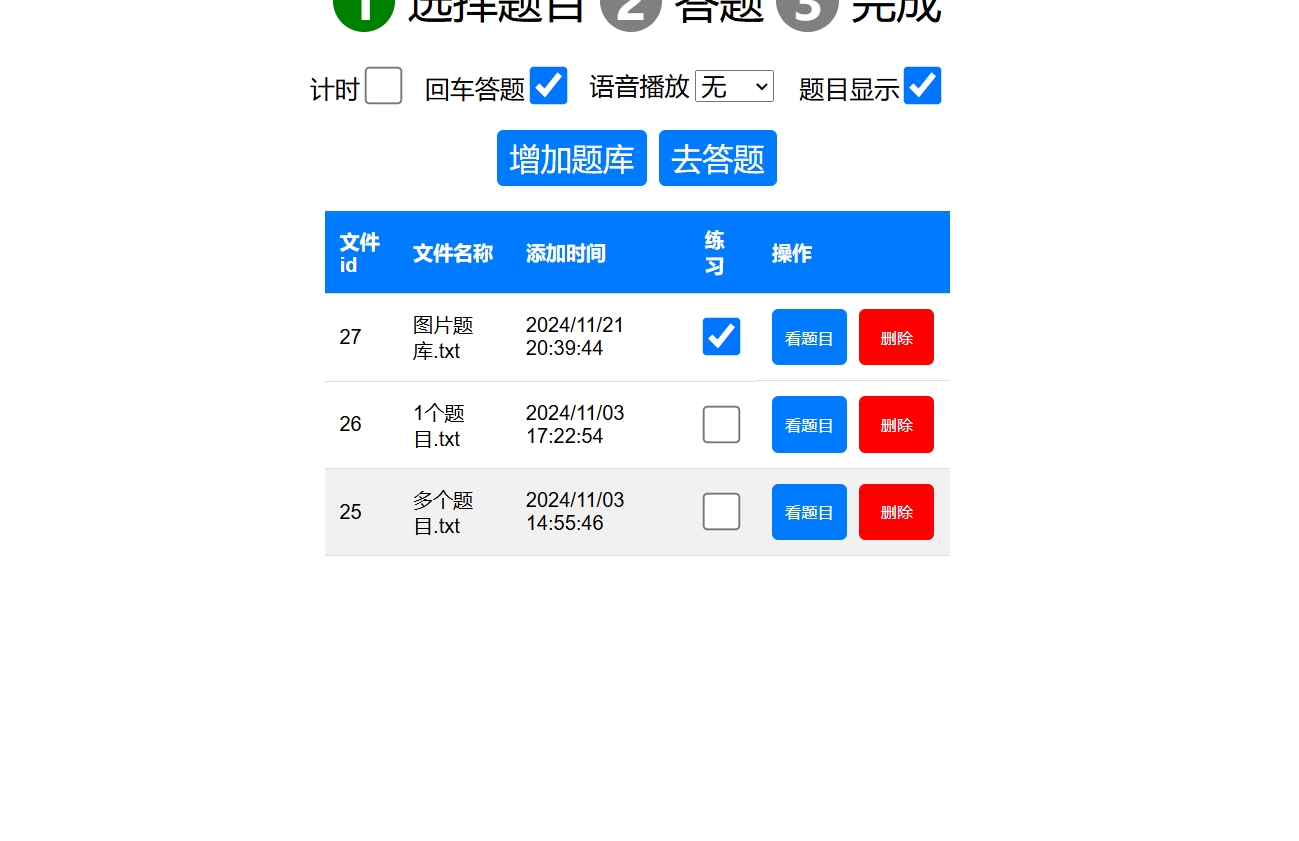 1 选择题目 2 答题 3 完成
计时 回车答题 语音播放 无 题目显示
增加题库 去答题
文件id 文件名称 添加时间 练习 操作
27 图片题库.txt 2024/11/21 20:39:44 看题目 删除
26 1个题目.txt 2024/11/03 17:22:54 看题目 删除
25 多个题目.txt 2024/11/03 14:55:46 看题目 删除